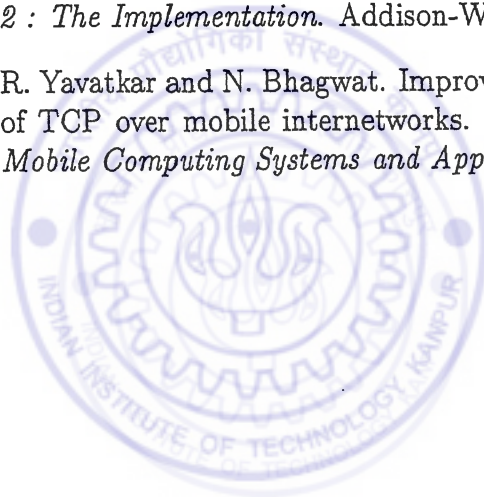 2 : The Implementation. Addison-W
R. Yavatkar and N. Bhagwat. Improv
of TCP over mobile internetworks.
Mobile Computing Systems and App
INDIAN INSTITUTE OF TECHNOLOGY KANPUR